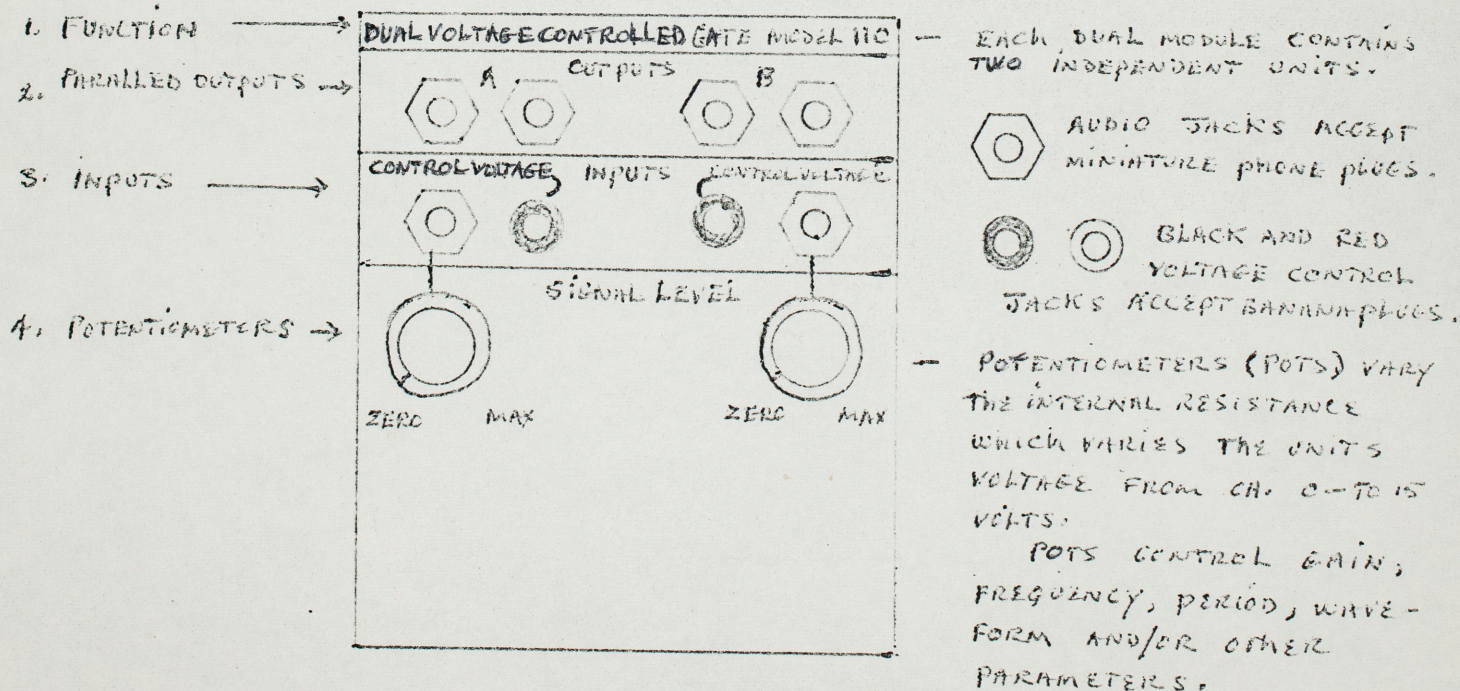 1. FUNCTION
2. PARALLED OUTPUTS
3. INPUTS
4. POTENTIOMETERS
DUAL VOLTAGE CONTROLLED GATE MODEL 110
OUTPUTS
A B
CONTROL VOLTAGE INPUTS CONTROL VOLTAGE
SIGNAL LEVEL
ZERO MAX ZERO MAX
— EACH DUAL MODULE CONTAINS
TWO INDEPENDENT UNITS.
AUDIO JACKS ACCEPT
MINIATURE PHONE PLUGS.
BLACK AND RED
VOLTAGE CONTROL
JACKS ACCEPT BANANA PLUGS.
— POTENTIOMETERS (POTS) VARY
THE INTERNAL RESISTANCE
WHICH VARIES THE UNITS
VOLTAGE FROM CA. 0 – TO 15
VOLTS.
POTS CONTROL GAIN,
FREQUENCY, PERIOD, WAVE-
FORM AND/OR OTHER
PARAMETERS.